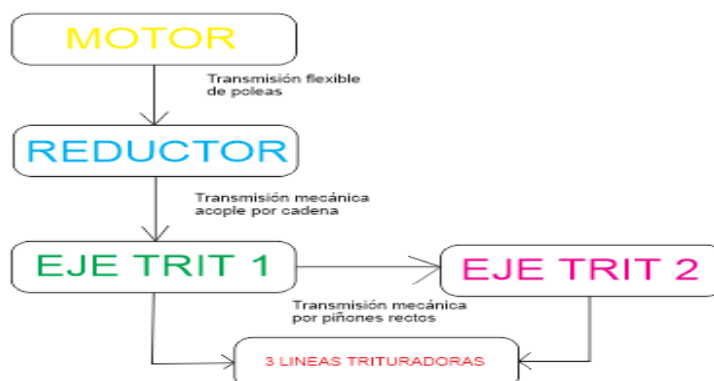 MOTOR
Transmisión flexible
de poleas
REDUCTOR
Transmisión mecánica
acople por cadena
EJE TRIT 1
EJE TRIT 2
Transmisión mecánica
por piñones rectos
3 LINEAS TRITURADORAS